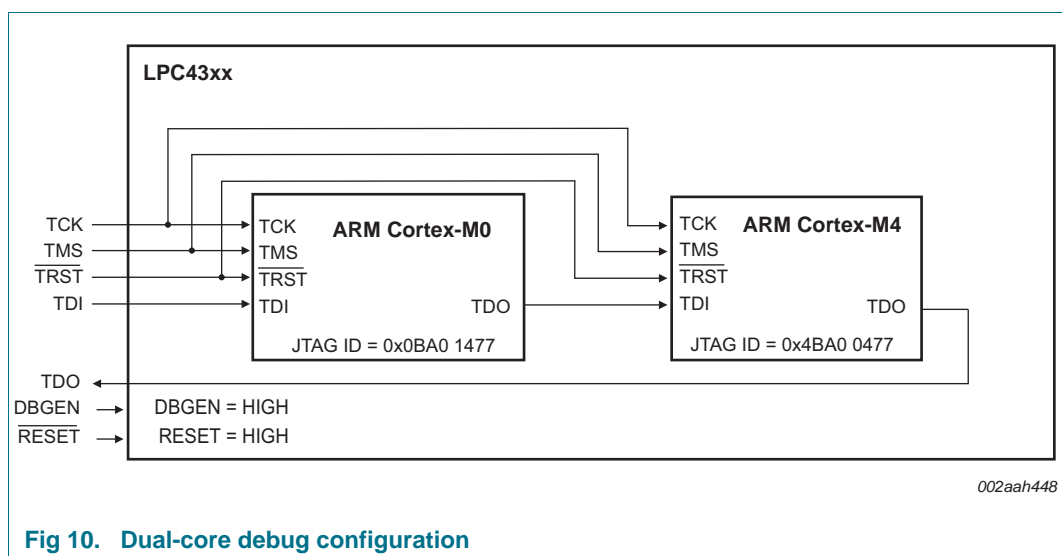 LPC43xx
TCK
TMS
TRST
TDI
TCK
TMS
TRST
TDI
ARM Cortex-M0
TDO
JTAG ID = 0x0BA0 1477
TCK
TMS
TRST
TDI
ARM Cortex-M4
TDO
JTAG ID = 0x4BA0 0477
TDO
DBGEN
RESET
DBGEN = HIGH
RESET = HIGH
002aah448
Fig 10. Dual-core debug configuration